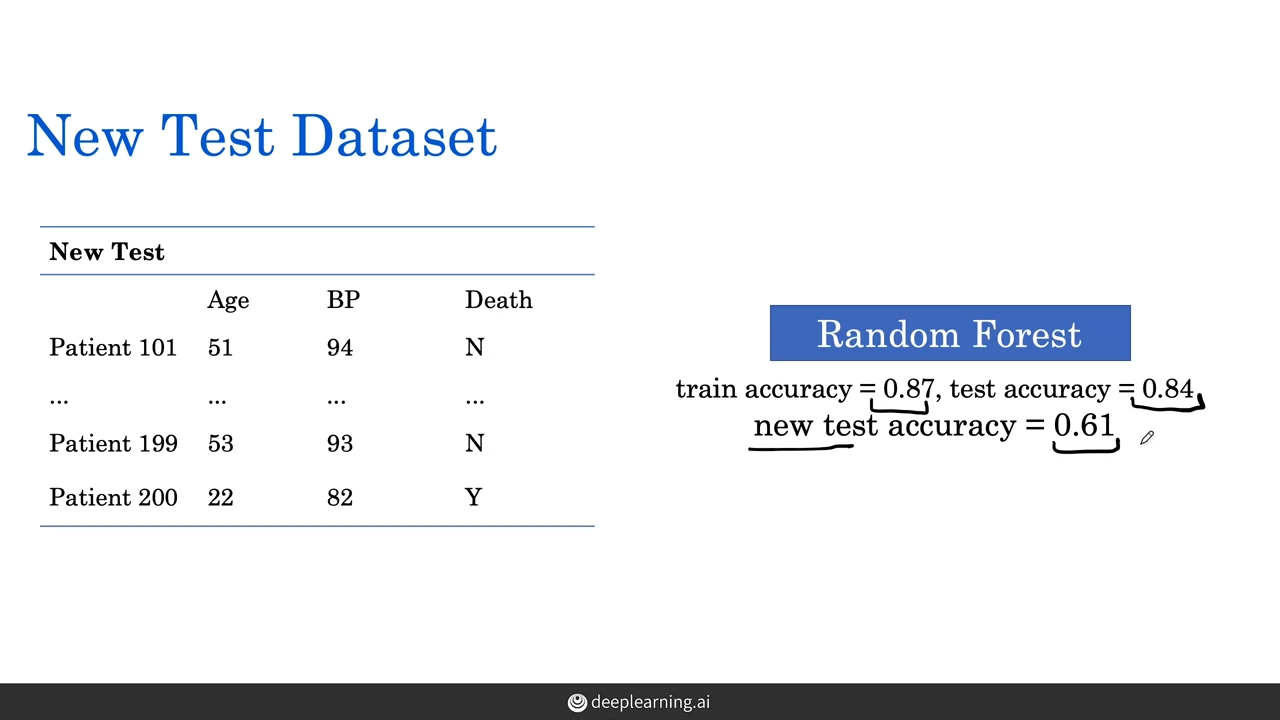 New Test Dataset
New Test
Age BP Death
Patient 101 51 94 N
... ... ... ...
Patient 199 53 93 N
Patient 200 22 82 Y
Random Forest
train accuracy = 0.87, test accuracy = 0.84,
new test accuracy = 0.61
deeplearning.ai